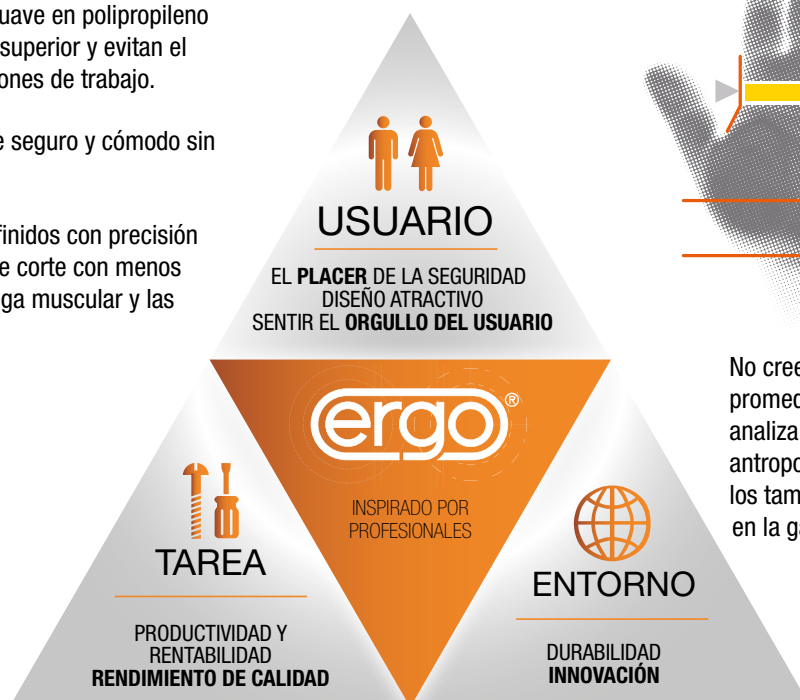 uave en polipropileno
superior y evitan el
ones de trabajo.
e seguro y cómodo sin
finidos con precisión
e corte con menos
ga muscular y las
USUARIO
EL PLACER DE LA SEGURIDAD
DISEÑO ATRACTIVO
SENTIR EL ORGULLO DEL USUARIO
ergo®
INSPIRADO POR
PROFESIONALES
TAREA
PRODUCTIVIDAD Y
RENTABILIDAD
RENDIMIENTO DE CALIDAD
ENTORNO
DURABILIDAD
INNOVACIÓN
No cree
promed
analiza
antropo
los tam
en la ga